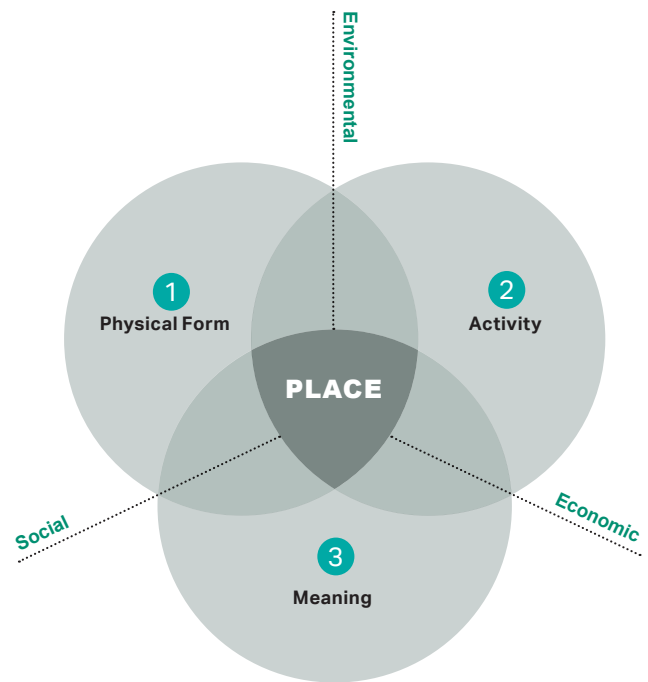 Environmental
1
Physical Form
2
Activity
PLACE
Social
Economic
3
Meaning